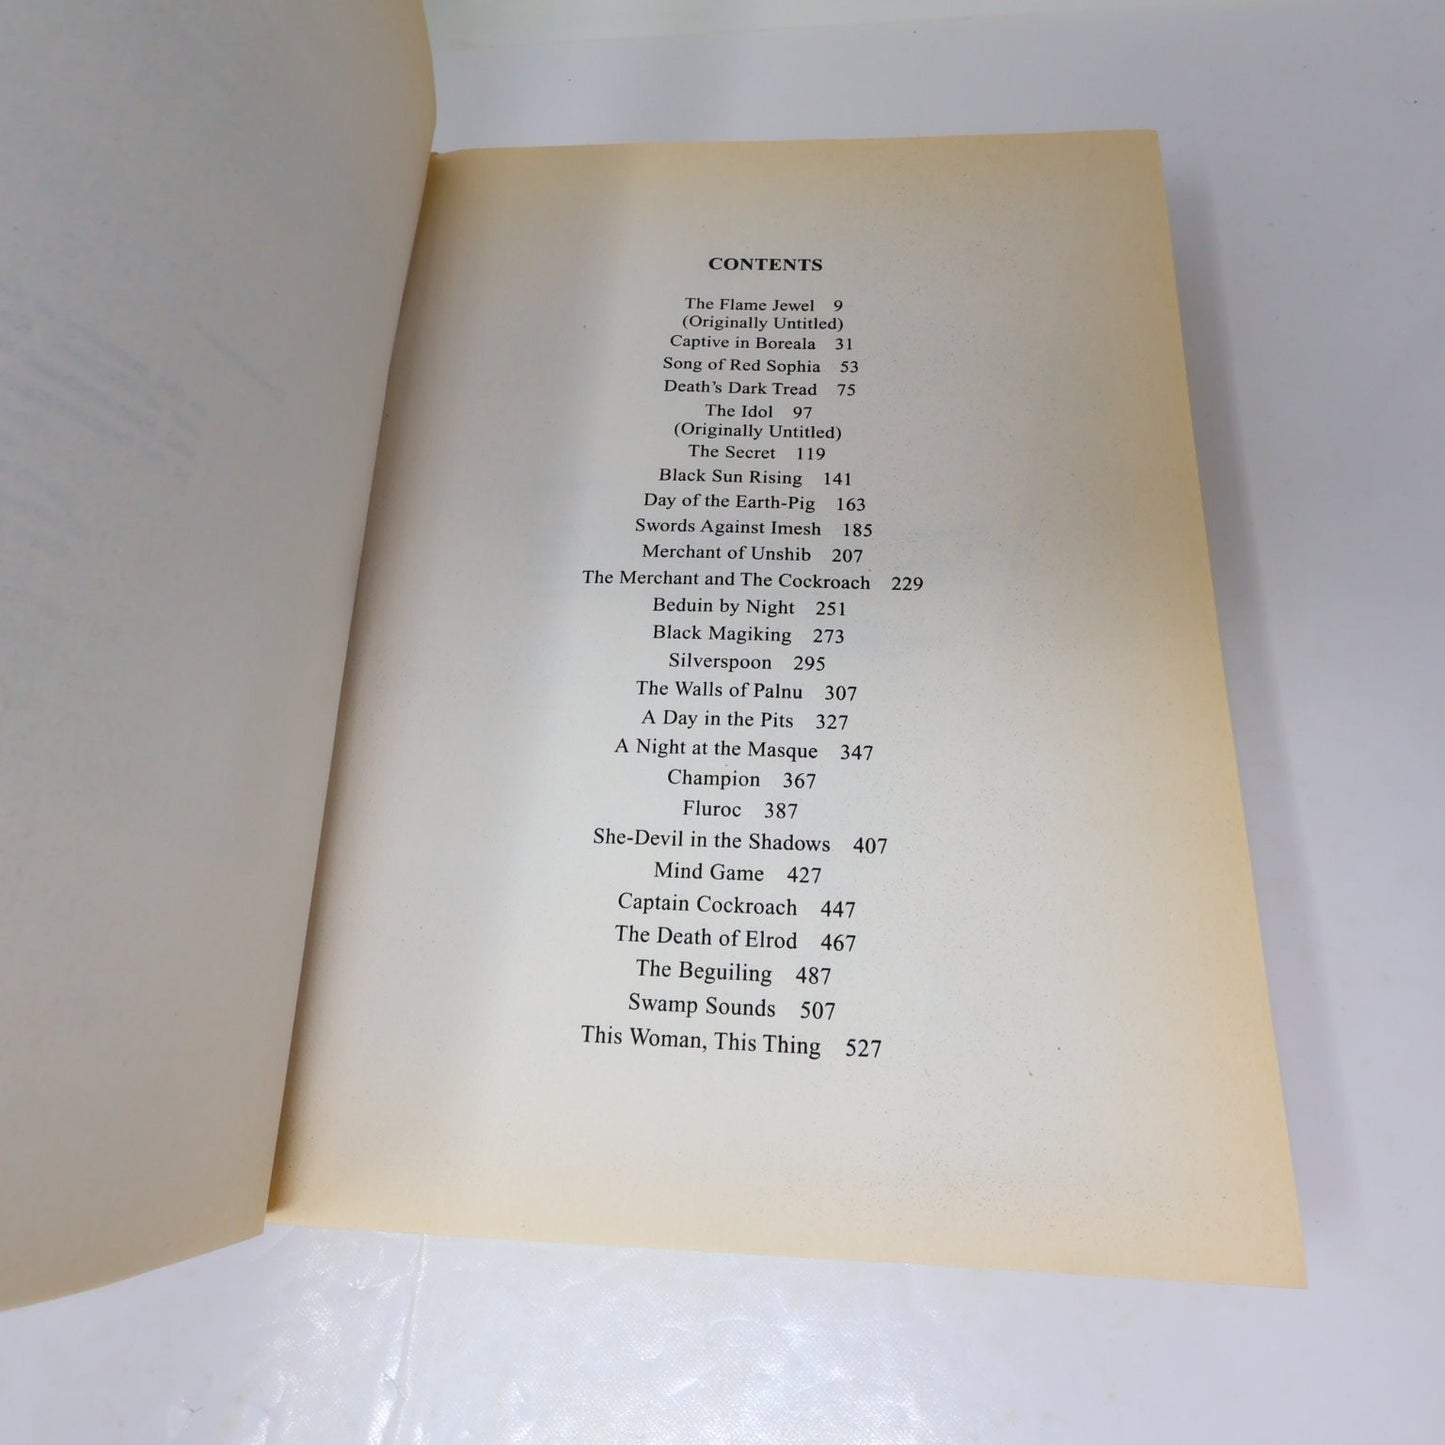 CONTENTS
The Flame Jewel 9
(Originally Untitled)
Captive in Boreala 31
Song of Red Sophia 53
Death's Dark Tread 75
The Idol 97
(Originally Untitled)
The Secret 119
Black Sun Rising 141
Day of the Earth-Pig 163
Swords Against Imesh 185
Merchant of Unshib 207
The Merchant and The Cockroach 229
Beduin by Night 251
Black Magiking 273
Silverspoon 295
The Walls of Palnu 307
A Day in the Pits 327
A Night at the Masque 347
Champion 367
Fluroc 387
She-Devil in the Shadows 407
Mind Game 427
Captain Cockroach 447
The Death of Elrod 467
The Beguiling 487
Swamp Sounds 507
This Woman, This Thing 527